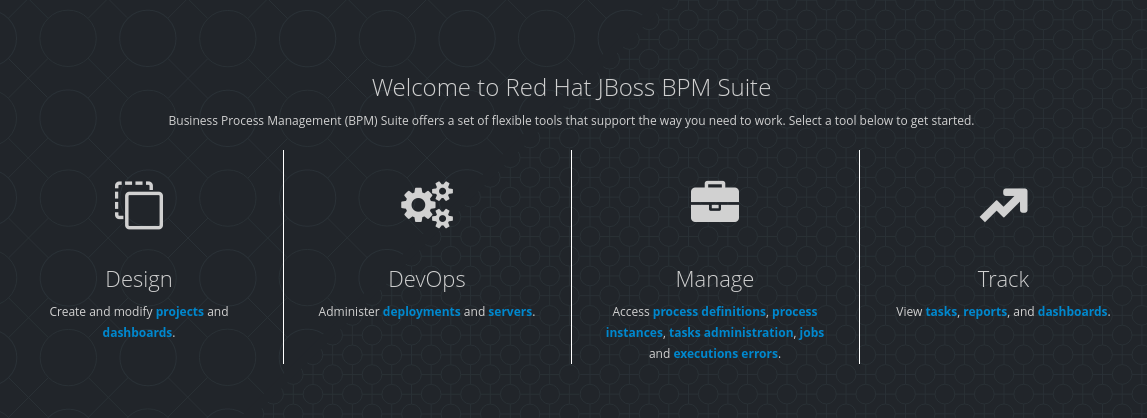 Welcome to Red Hat JBoss BPM Suite
Business Process Management (BPM) Suite offers a set of flexible tools that support the way you need to work. Select a tool below to get started.
Design
Create and modify projects and
dashboards.
DevOps
Administer deployments and servers.
Manage
Access process definitions, process
instances, tasks administration, jobs
and executions errors.
Track
View tasks, reports, and dashboards.